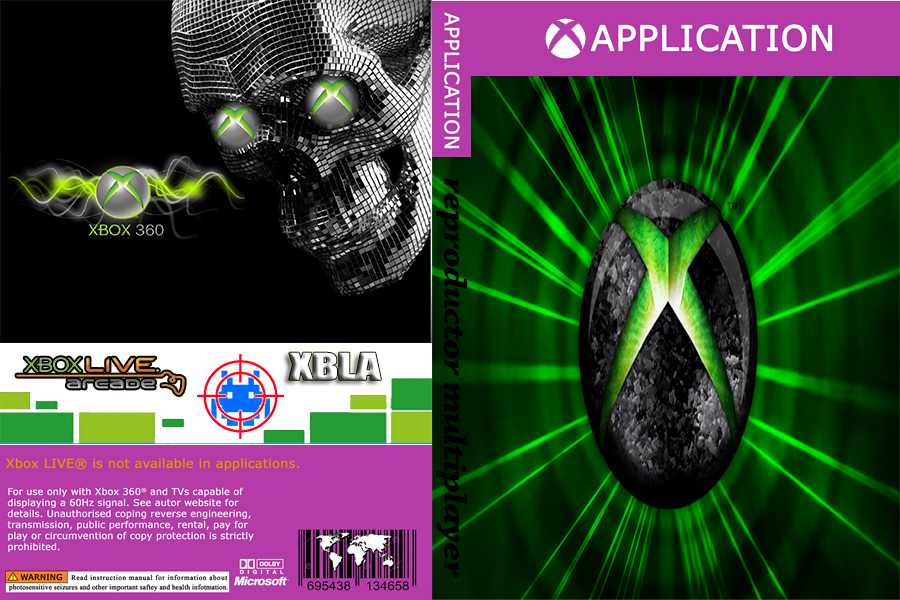 XBOX 360
XBOX LIVE
arcade
XBLA
Xbox LIVE® is not available in applications.
For use only with Xbox 360® and TVs capable of
displaying a 60Hz signal. See autor website for
details. Unauthorised coping reverse engineering,
transmission, public performance, rental, pay for
play or circumvention of copy protection is strictly
prohibited.
WARNING Read instruction manual for information about
photosensitive seizures and other important saftey and health infotmation.
DOLBY
DIGITAL
Microsoft
695438 134658
APPLICATION
reproductor multiplayer
APPLICATION
TM